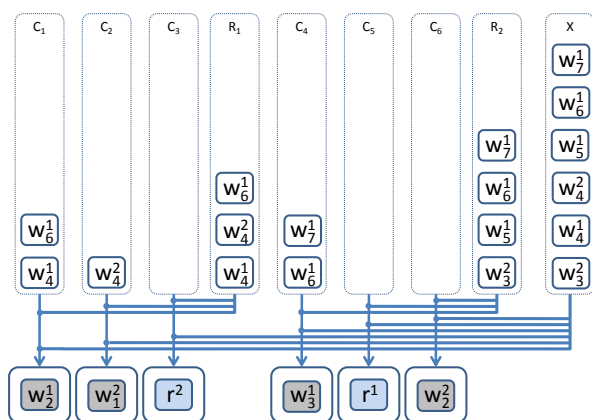 C₁ C₂ C₃ R₁ C₄ C₅ C₆ R₂ X
w₇¹
w₆¹
w₇¹ w₅¹
w₆¹ w₆¹ w₄²
w₆¹ w₄² w₇¹ w₅¹ w₄¹
w₄¹ w₄² w₄¹ w₆¹ w₃² w₃²
w₂¹ w₁² r² w₃¹ r¹ w₂²